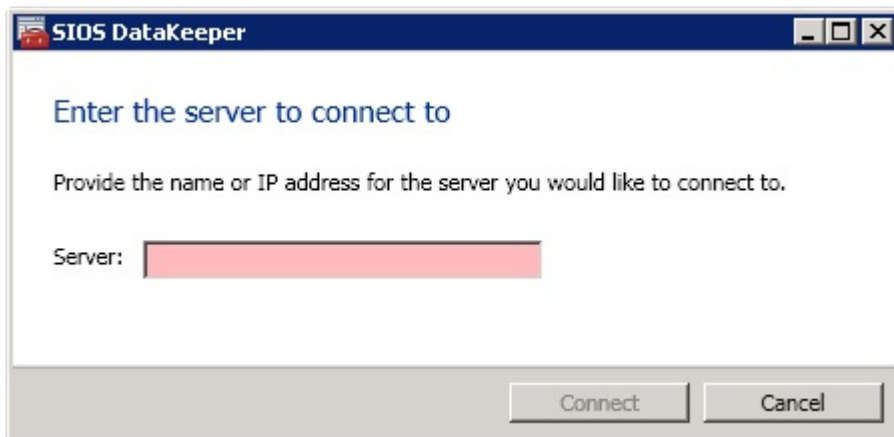 SIOS DataKeeper
Enter the server to connect to
Provide the name or IP address for the server you would like to connect to.
Server:
Connect Cancel